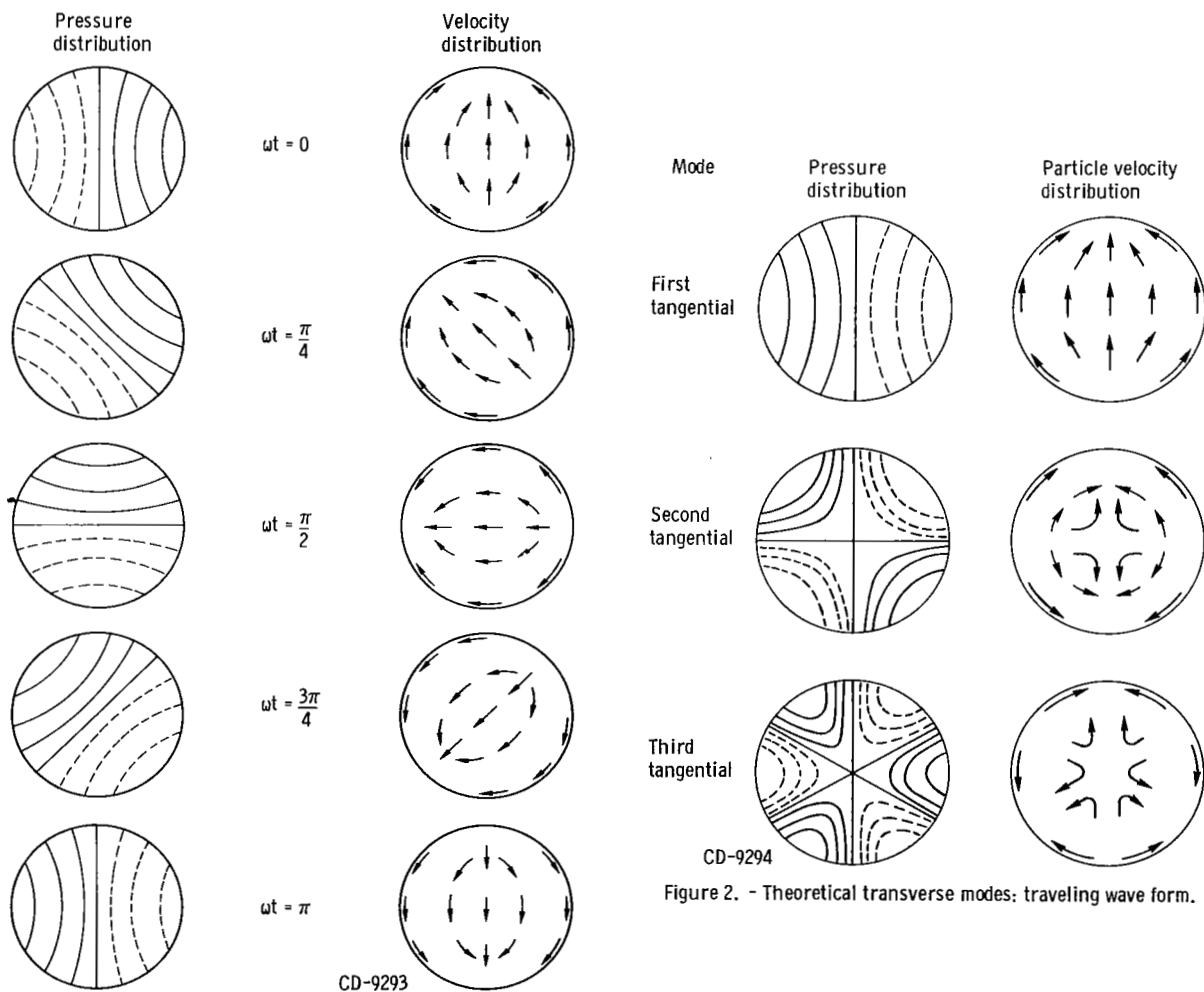 Pressure
distribution
Velocity
distribution
ωt = 0
ωt = π/4
ωt = π/2
ωt = 3π/4
ωt = π
CD-9293
Mode
Pressure
distribution
Particle velocity
distribution
First
tangential
Second
tangential
Third
tangential
CD-9294
Figure 2. - Theoretical transverse modes: traveling wave form.